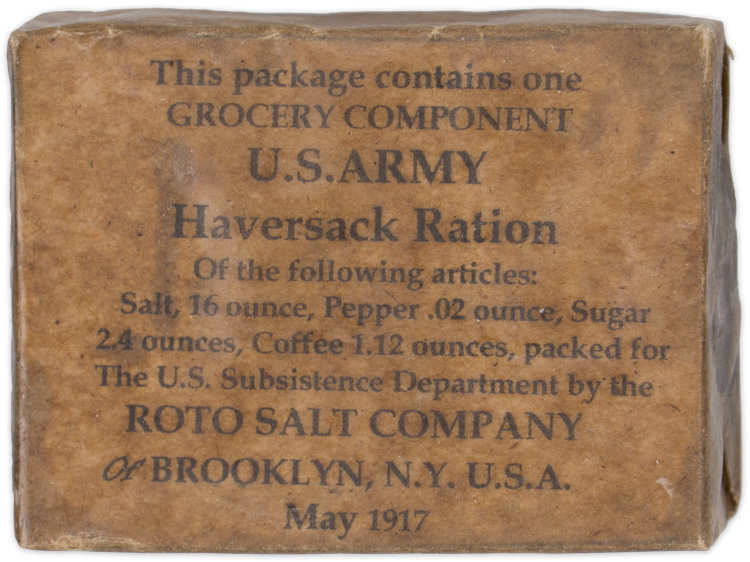 This package contains one
GROCERY COMPONENT
U.S.ARMY
Haversack Ration
Of the following articles:
Salt, 16 ounce, Pepper .02 ounce, Sugar
2.4 ounces, Coffee 1.12 ounces, packed for
The U.S. Subsistence Department by the
ROTO SALT COMPANY
Of BROOKLYN, N.Y. U.S.A.
May 1917